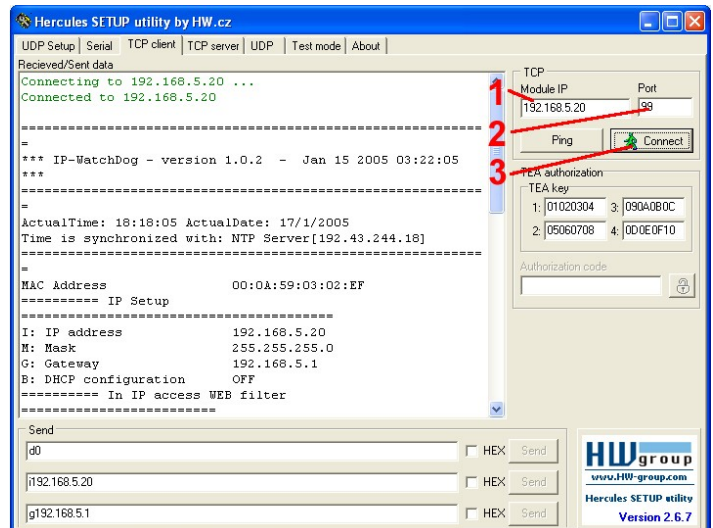 Hercules SETUP utility by HW.cz
UDP Setup Serial TCP client TCP server UDP Test mode About
Recieved/Sent data
Connecting to 192.168.5.20 ...
Connected to 192.168.5.20
=========================================================
=
*** IP-WatchDog - version 1.0.2 - Jan 15 2005 03:22:05
***
=========================================================
=
ActualTime: 18:18:05 ActualDate: 17/1/2005
Time is synchronized with: NTP Server[192.43.244.18]
=========================================================
=
MAC Address 00:0A:59:03:02:EF
========== IP Setup
=======================================
I: IP address 192.168.5.20
M: Mask 255.255.255.0
G: Gateway 192.168.5.1
B: DHCP configuration OFF
========== In IP access WEB filter
========================
TCP
Module IP Port
1
192.168.5.20 99
2
Ping Connect
3
TEA authorization
TEA key
1: 01020304 3: 090A0B0C
2: 05060708 4: 0D0E0F10
Authorization code
Send
d0 HEX Send
i192.168.5.20 HEX Send
g192.168.5.1 HEX Send
HWgroup
www.HW-group.com
Hercules SETUP utility
Version 2.6.7